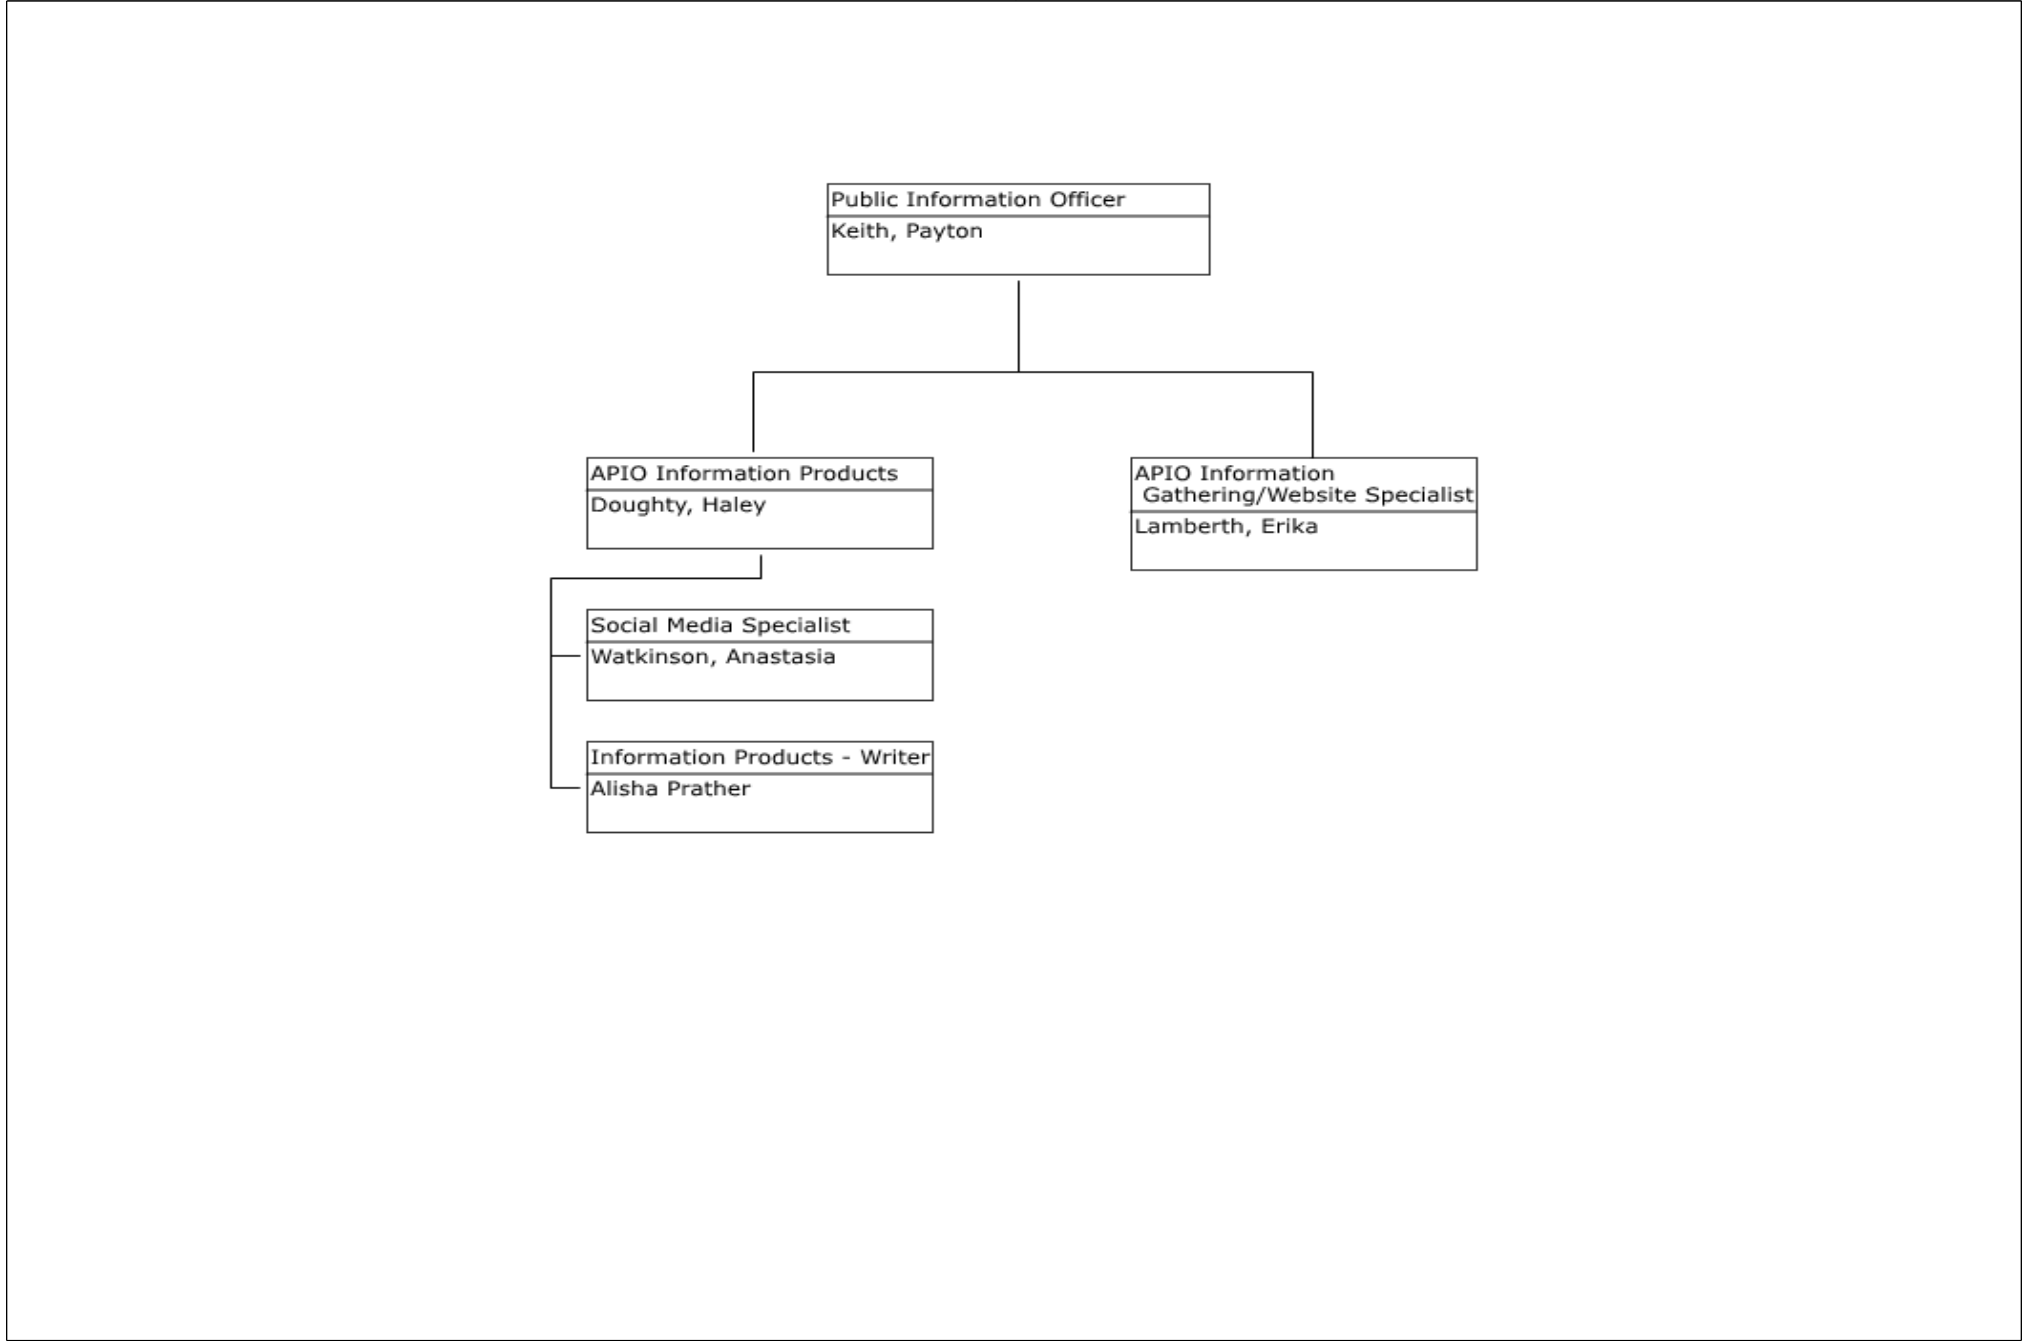 Public Information Officer
Keith, Payton
APIO Information Products
Doughty, Haley
APIO Information
Gathering/Website Specialist
Lamberth, Erika
Social Media Specialist
Watkinson, Anastasia
Information Products - Writer
Alisha Prather